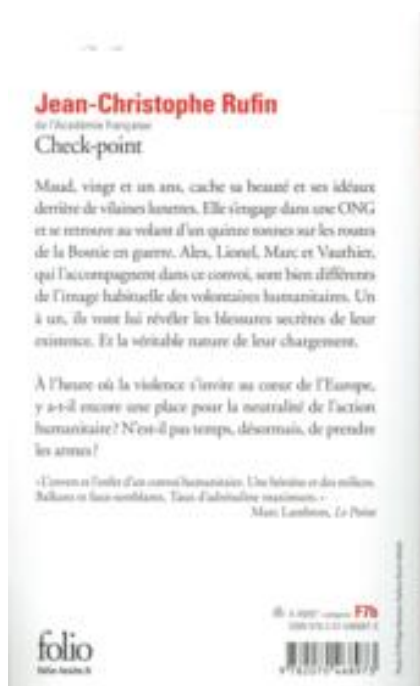 Jean-Christophe Rufin
de l'Académie française
Check-point
Maud, vingt et un ans, cache sa beauté et ses idéaux
derrière de vilaines lunettes. Elle s'engage dans une ONG
et se retrouve au volant d'un quinze tonnes sur les routes
de la Bosnie en guerre. Alex, Lionel, Marc et Vauthier,
qui l'accompagnent dans ce convoi, sont bien différents
de l'image habituelle des volontaires humanitaires. Un
à un, ils vont lui révéler les blessures secrètes de leur
existence. Et la véritable nature de leur chargement.
À l'heure où la violence s'invite au cœur de l'Europe,
y a-t-il encore une place pour la neutralité de l'action
humanitaire ? N'est-il pas temps, désormais, de prendre
les armes ?
« L'envers et l'enfer d'un convoi humanitaire. Une héroïne et des milices.
Balkans et faux-semblants. Taux d'adrénaline maximum. »
Marc Lambron, Le Point
F7b
folio